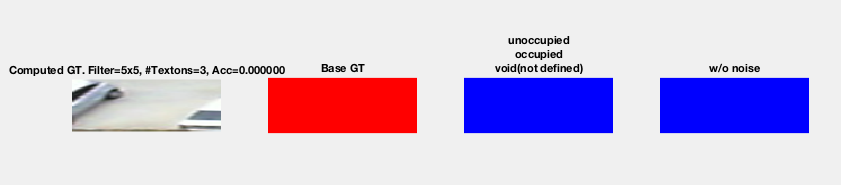 Computed GT. Filter=5x5, #Textons=3, Acc=0.000000
Base GT
unoccupied
occupied
void(not defined)
w/o noise